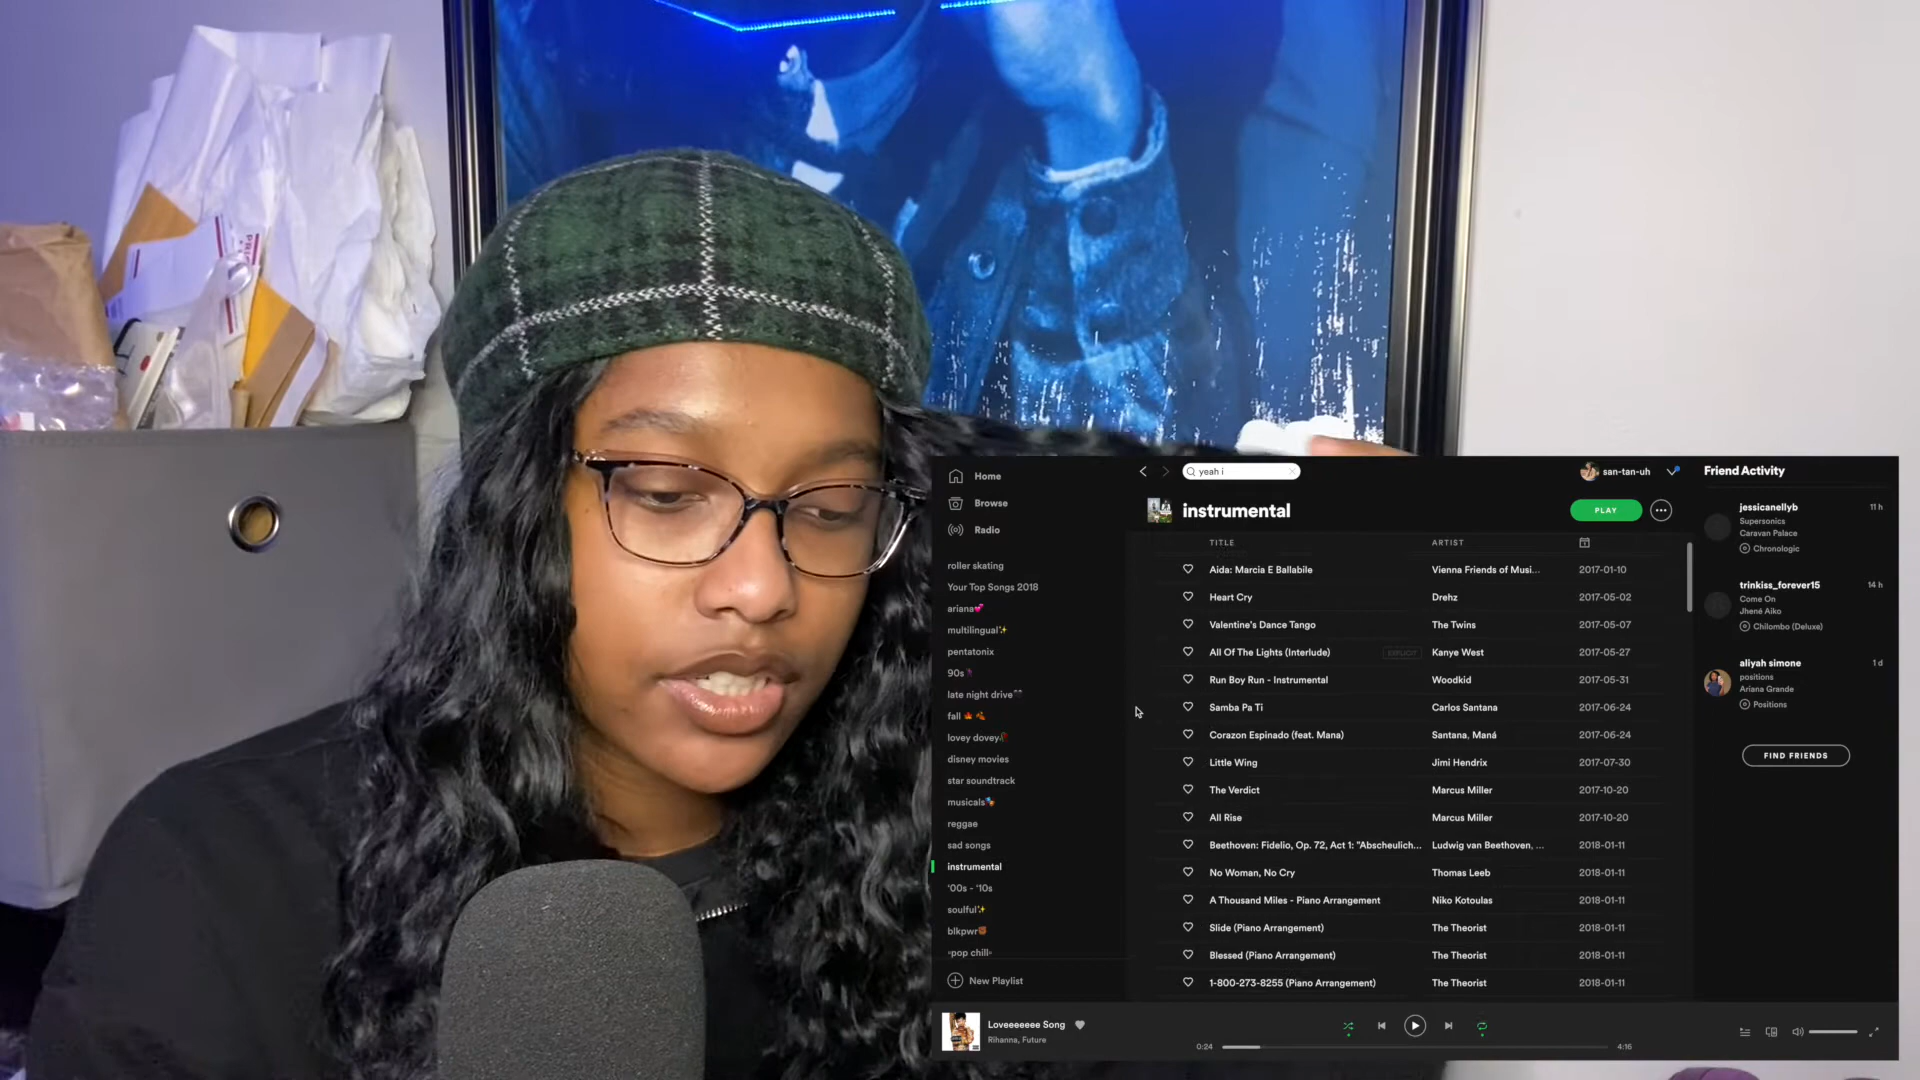 Home
Browse
Radio
roller skating
Your Top Songs 2018
ariana💕
multilingual✨
pentatonix
90s
late night drive
fall 🍁 🍂
lovey dovey🥀
disney movies
star soundtrack
musicals🎭
reggae
sad songs
instrumental
'00s - '10s
soulful✨
blkpwr✊🏾
pop chill
New Playlist
yeah i
san-tan-uh
instrumental
PLAY
TITLE ARTIST
Aida: Marcia E Ballabile Vienna Friends of Musi... 2017-01-10
Heart Cry Drehz 2017-05-02
Valentine's Dance Tango The Twins 2017-05-07
All Of The Lights (Interlude) EXPLICIT Kanye West 2017-05-27
Run Boy Run - Instrumental Woodkid 2017-05-31
Samba Pa Ti Carlos Santana 2017-06-24
Corazon Espinado (feat. Mana) Santana, Maná 2017-06-24
Little Wing Jimi Hendrix 2017-07-30
The Verdict Marcus Miller 2017-10-20
All Rise Marcus Miller 2017-10-20
Beethoven: Fidelio, Op. 72, Act 1: "Abscheulich... Ludwig van Beethoven, ... 2018-01-11
No Woman, No Cry Thomas Leeb 2018-01-11
A Thousand Miles - Piano Arrangement Niko Kotoulas 2018-01-11
Slide (Piano Arrangement) The Theorist 2018-01-11
Blessed (Piano Arrangement) The Theorist 2018-01-11
1-800-273-8255 (Piano Arrangement) The Theorist 2018-01-11
Friend Activity
jessicanellyb 11 h
Supersonics
Caravan Palace
Chronologic
trinkiss_forever15 14 h
Come On
Jhené Aiko
Chilombo (Deluxe)
aliyah simone 1 d
positions
Ariana Grande
Positions
FIND FRIENDS
Loveeeeeee Song
Rihanna, Future
0:24 4:16